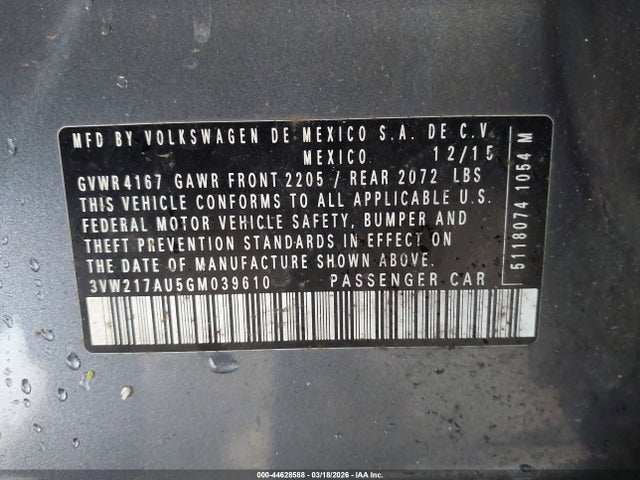 MFD BY VOLKSWAGEN DE MEXICO S.A. DE C.V.
MEXICO 12/15
GVWR4167 GAWR FRONT 2205 / REAR 2072 LBS
THIS VEHICLE CONFORMS TO ALL APPLICABLE U.S.
FEDERAL MOTOR VEHICLE SAFETY, BUMPER AND
THEFT PREVENTION STANDARDS IN EFFECT ON
THE DATE OF MANUFACTURE SHOWN ABOVE.
3VW217AU5GM039610 PASSENGER CAR
5118074 1054 M
000-44628588 | 03/18/2026 | IAA Inc.